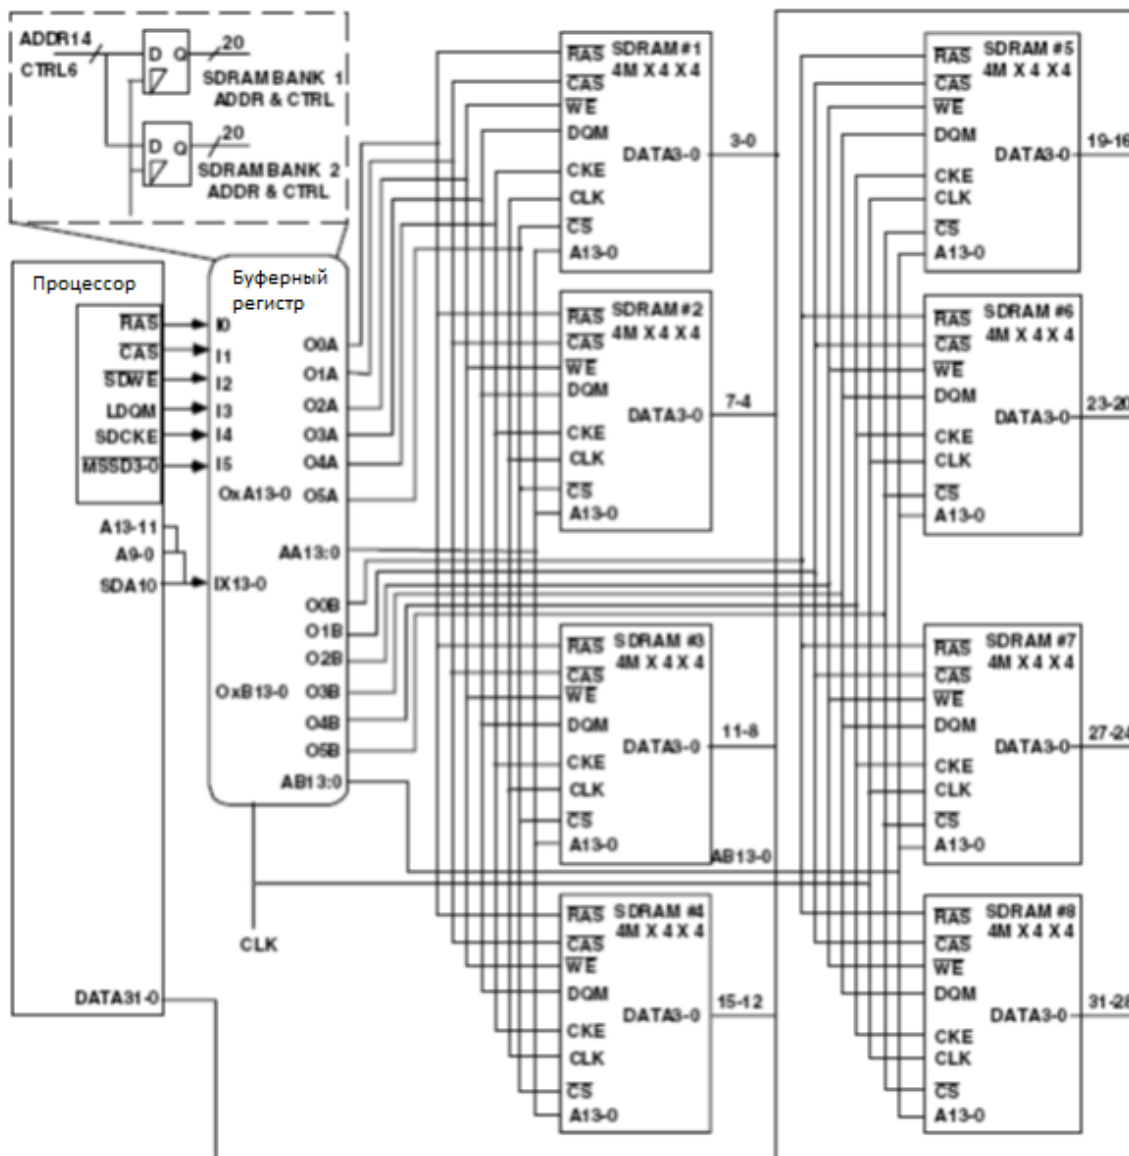 ADDR14
CTRL6
D Q
20
SDRAM BANK 1
ADDR & CTRL
D Q
20
SDRAM BANK 2
ADDR & CTRL
Процессор
RAS
CAS
SDWE
LDQM
SDCKE
MSSD3-0
A13-11
A9-0
SDA10
DATA31-0
Буферный
регистр
I0
I1
I2
I3
I4
I5
IX13-0
O0A
O1A
O2A
O3A
O4A
OxA13-0 O5A
AA13:0
O0B
O1B
O2B
OxB13-0 O3B
O4B
O5B
AB13:0
CLK
AB13-0
RAS SDRAM #1
4M X 4 X 4
CAS
WE
DQM
DATA3-0 3-0
CKE
CLK
CS
A13-0
RAS SDRAM #2
4M X 4 X 4
CAS
WE
DQM
DATA3-0 7-4
CKE
CLK
CS
A13-0
RAS SDRAM #3
4M X 4 X 4
CAS
WE
DQM
DATA3-0 11-8
CKE
CLK
CS
A13-0
RAS SDRAM #4
4M X 4 X 4
CAS
WE
DQM
DATA3-0 15-12
CKE
CLK
CS
A13-0
RAS SDRAM #5
4M X 4 X 4
CAS
WE
DQM
DATA3-0 19-16
CKE
CLK
CS
A13-0
RAS SDRAM #6
4M X 4 X 4
CAS
WE
DQM
DATA3-0 23-20
CKE
CLK
CS
A13-0
RAS SDRAM #7
4M X 4 X 4
CAS
WE
DQM
DATA3-0 27-24
CKE
CLK
CS
A13-0
RAS SDRAM #8
4M X 4 X 4
CAS
WE
DQM
DATA3-0 31-28
CKE
CLK
CS
A13-0